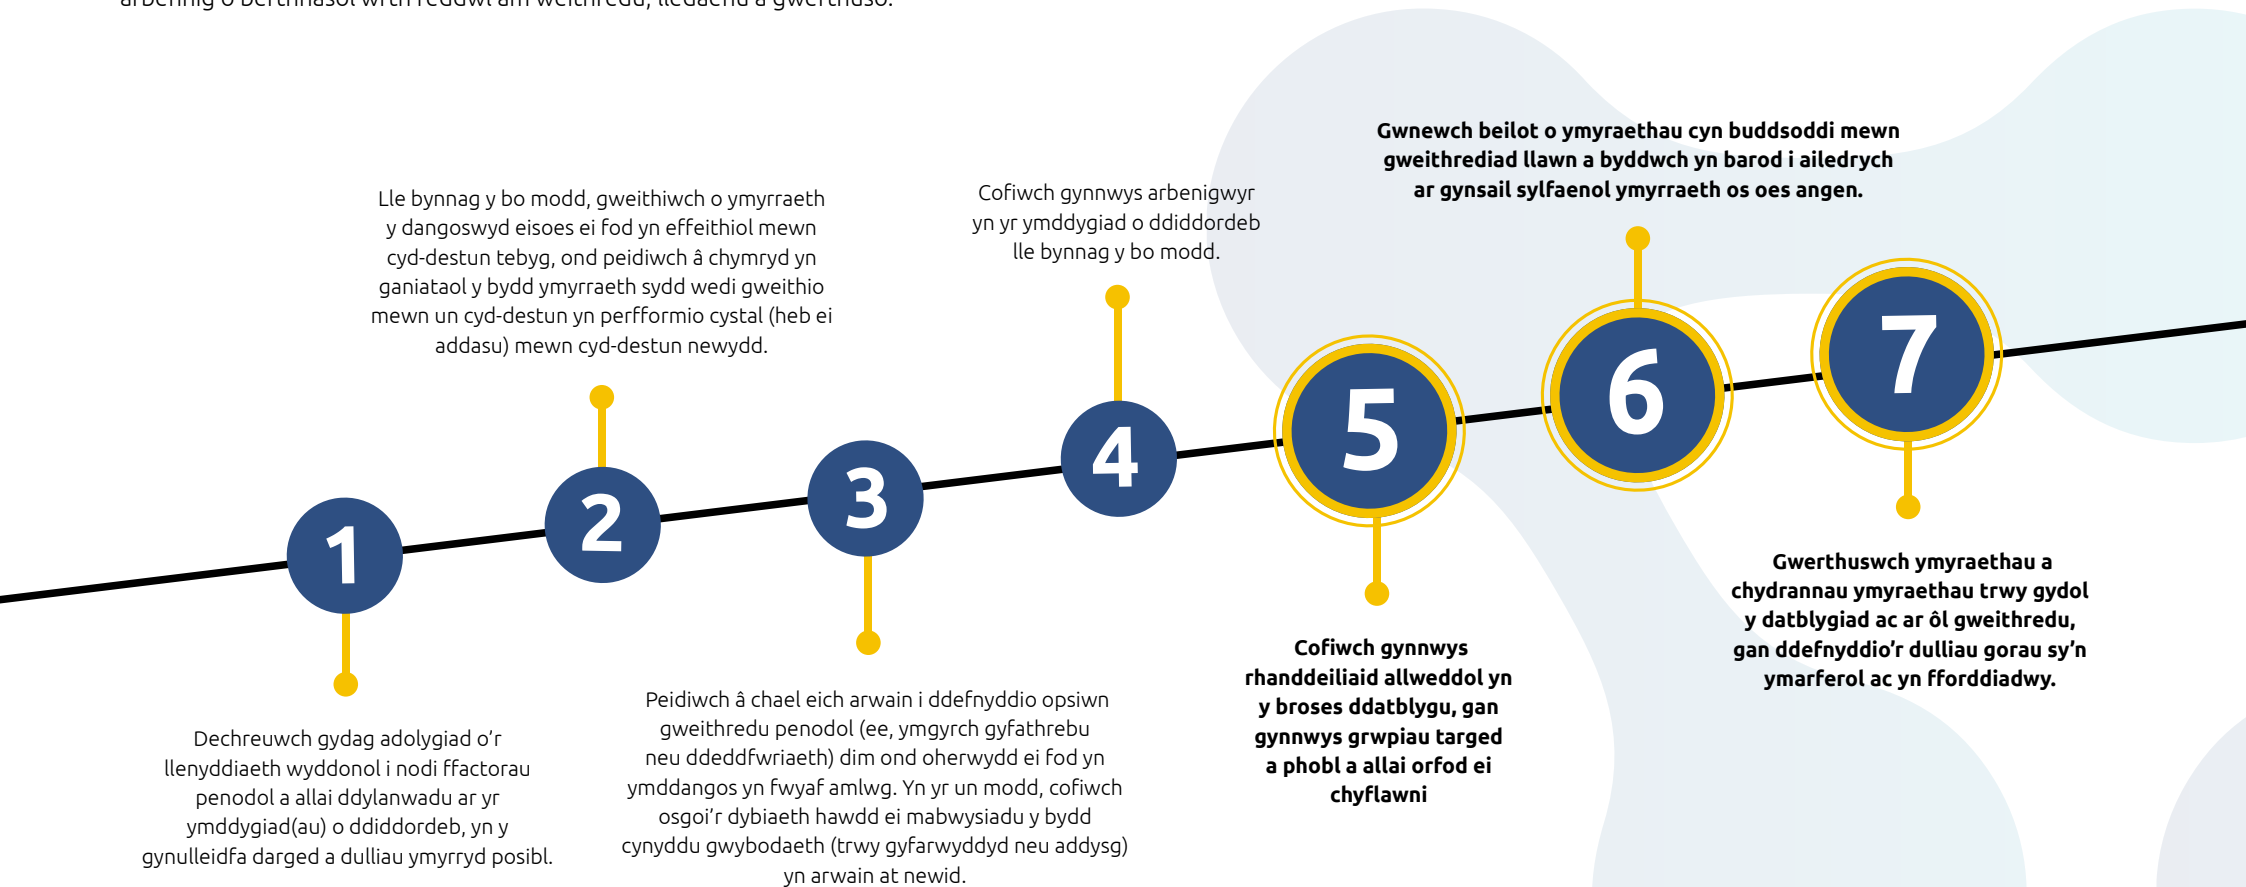 arbennig o berthnasol wrth feddwl am weithredu, lledaenu a gwerthuso.
Gwnewch beilot o ymyraethau cyn buddsoddi mewn
gweithrediad llawn a byddwch yn barod i ailedrych
ar gynsail sylfaenol ymyrraeth os oes angen.
Lle bynnag y bo modd, gweithiwch o ymyrraeth
y dangoswyd eisoes ei fod yn effeithiol mewn
cyd-destun tebyg, ond peidiwch â chymryd yn
ganiataol y bydd ymyrraeth sydd wedi gweithio
mewn un cyd-destun yn perfformio cystal (heb ei
addasu) mewn cyd-destun newydd.
Cofiwch gynnwys arbenigwyr
yn yr ymddygiad o ddiddordeb
lle bynnag y bo modd.
1
2
3
4
5
6
7
Dechreuwch gydag adolygiad o'r
llenyddiaeth wyddonol i nodi ffactorau
penodol a allai ddylanwadu ar yr
ymddygiad(au) o ddiddordeb, yn y
gynulleidfa darged a dulliau ymyrryd posibl.
Peidiwch â chael eich arwain i ddefnyddio opsiwn
gweithredu penodol (ee, ymgyrch gyfathrebu
neu ddeddfwriaeth) dim ond oherwydd ei fod yn
ymddangos yn fwyaf amlwg. Yn yr un modd, cofiwch
osgoi'r dybiaeth hawdd ei mabwysiadu y bydd
cynyddu gwybodaeth (trwy gyfarwyddyd neu addysg)
yn arwain at newid.
Cofiwch gynnwys
rhanddeiliaid allweddol yn
y broses ddatblygu, gan
gynnwys grwpiau targed
a phobl a allai orfod ei
chyflawni
Gwerthuswch ymyraethau a
chydrannau ymyraethau trwy gydol
y datblygiad ac ar ôl gweithredu,
gan ddefnyddio'r dulliau gorau sy'n
ymarferol ac yn fforddiadwy.